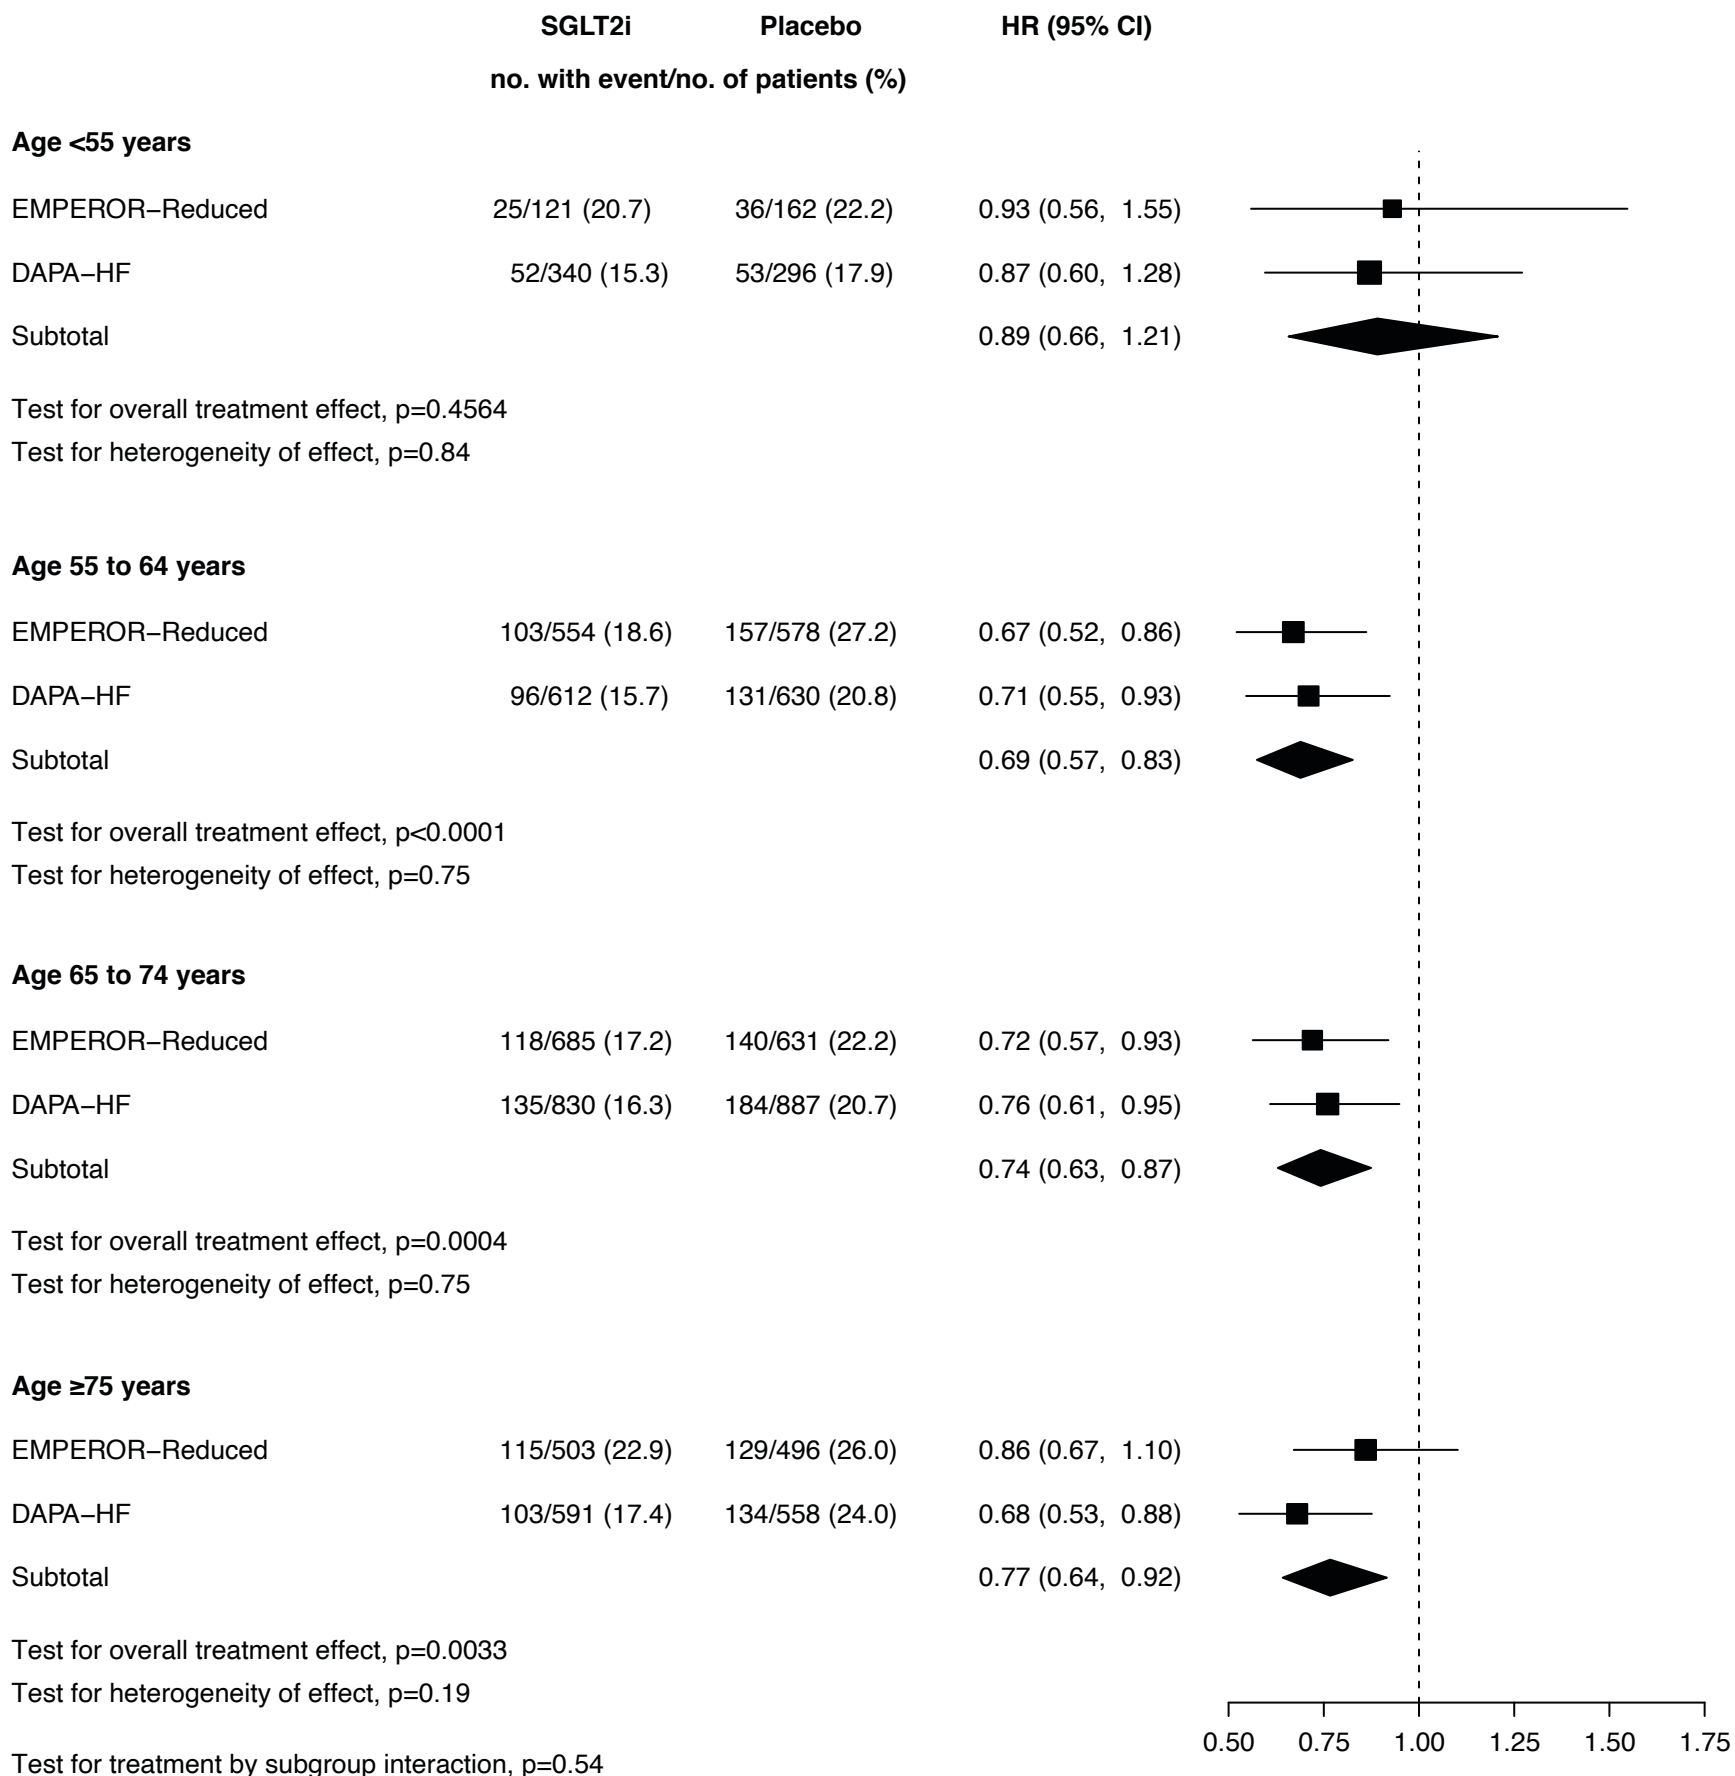 SGLT2i Placebo HR (95% CI)
no. with event/no. of patients (%)
Age <55 years
EMPEROR−Reduced 25/121 (20.7) 36/162 (22.2) 0.93 (0.56, 1.55)
DAPA−HF 52/340 (15.3) 53/296 (17.9) 0.87 (0.60, 1.28)
Subtotal 0.89 (0.66, 1.21)
Test for overall treatment effect, p=0.4564
Test for heterogeneity of effect, p=0.84
Age 55 to 64 years
EMPEROR−Reduced 103/554 (18.6) 157/578 (27.2) 0.67 (0.52, 0.86)
DAPA−HF 96/612 (15.7) 131/630 (20.8) 0.71 (0.55, 0.93)
Subtotal 0.69 (0.57, 0.83)
Test for overall treatment effect, p<0.0001
Test for heterogeneity of effect, p=0.75
Age 65 to 74 years
EMPEROR−Reduced 118/685 (17.2) 140/631 (22.2) 0.72 (0.57, 0.93)
DAPA−HF 135/830 (16.3) 184/887 (20.7) 0.76 (0.61, 0.95)
Subtotal 0.74 (0.63, 0.87)
Test for overall treatment effect, p=0.0004
Test for heterogeneity of effect, p=0.75
Age ≥75 years
EMPEROR−Reduced 115/503 (22.9) 129/496 (26.0) 0.86 (0.67, 1.10)
DAPA−HF 103/591 (17.4) 134/558 (24.0) 0.68 (0.53, 0.88)
Subtotal 0.77 (0.64, 0.92)
Test for overall treatment effect, p=0.0033
Test for heterogeneity of effect, p=0.19
0.50 0.75 1.00 1.25 1.50 1.75
Test for treatment by subgroup interaction, p=0.54